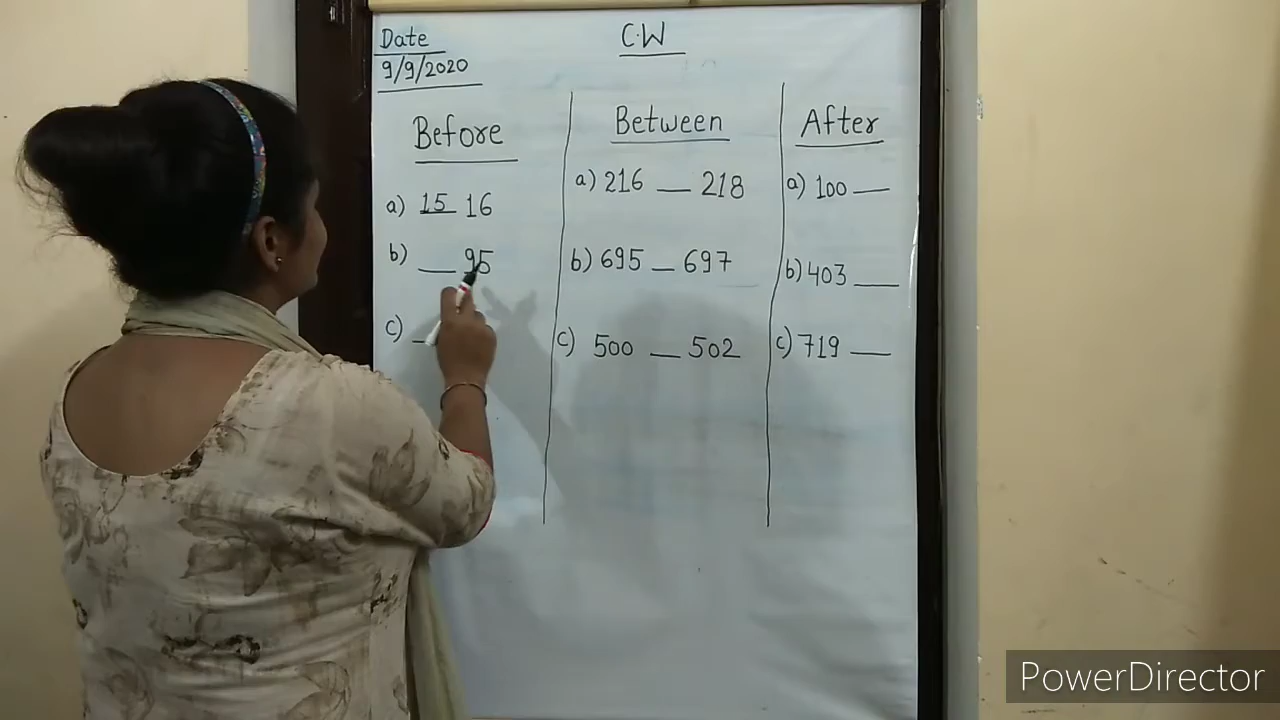 Date
9/9/2020
C.W
Before
a) 15 16
b) __ 95
c) __
Between
a) 216 __ 218
b) 695 __ 697
c) 500 __ 502
After
a) 100 __
b) 403 __
c) 719 __
PowerDirector